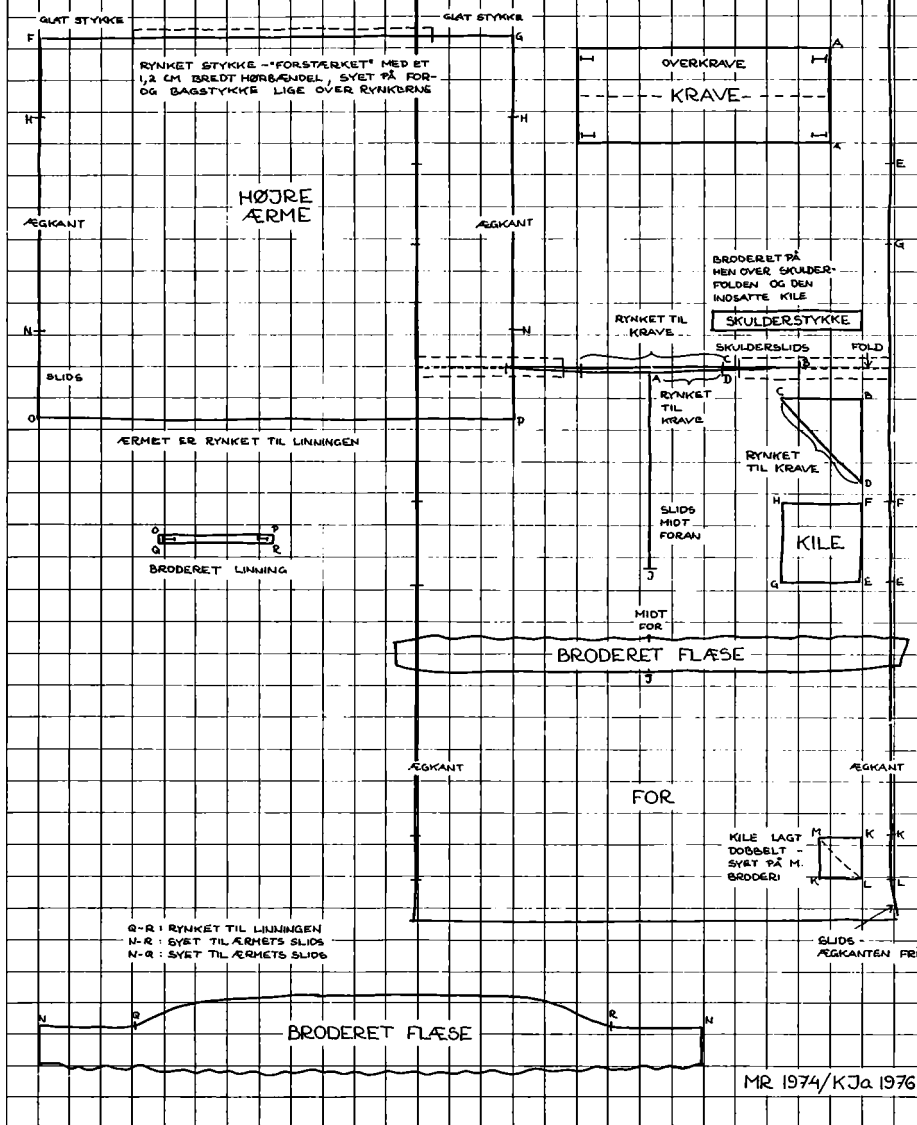 GLAT STYKKE
GLAT STYKKE
F
G
RYNKET STYKKE - "FORSTÆRKET" MED ET
1,2 CM BREDT HØRBÆNDEL, SYET PÅ FOR-
OG BAGSTYKKE LIGE OVER RYNKERNE
H
H
HØJRE
ÆRME
ÆGKANT
ÆGKANT
N
N
SLIDS
O
P
ÆRMET ER RYNKET TIL LINNINGEN
O
P
Q
R
BRODERET LINNING
A
OVERKRAVE
KRAVE
A
E
G
BRODERET PÅ
HEN OVER SKULDER-
FOLDEN OG DEN
INDSATTE KILE
SKULDERSTYKKE
RYNKET TIL
KRAVE
SKULDERSLIDS
FOLD
C
B
A
D
RYNKET
TIL
KRAVE
C
B
RYNKET
TIL KRAVE
D
SLIDS
MIDT
FORAN
J
H
F
F
KILE
G
E
E
MIDT
FOR
BRODERET FLÆSE
J
ÆGKANT
ÆGKANT
FOR
KILE LAGT
DOBBELT -
SYET PÅ M.
BRODERI
M
K
K
K
L
L
SLIDS -
ÆGKANTEN FRI
Q-R : RYNKET TIL LINNINGEN
N-R : SYET TIL ÆRMETS SLIDS
N-Q : SYET TIL ÆRMETS SLIDS
N
Q
R
N
BRODERET FLÆSE
MR 1974/KJa 1976